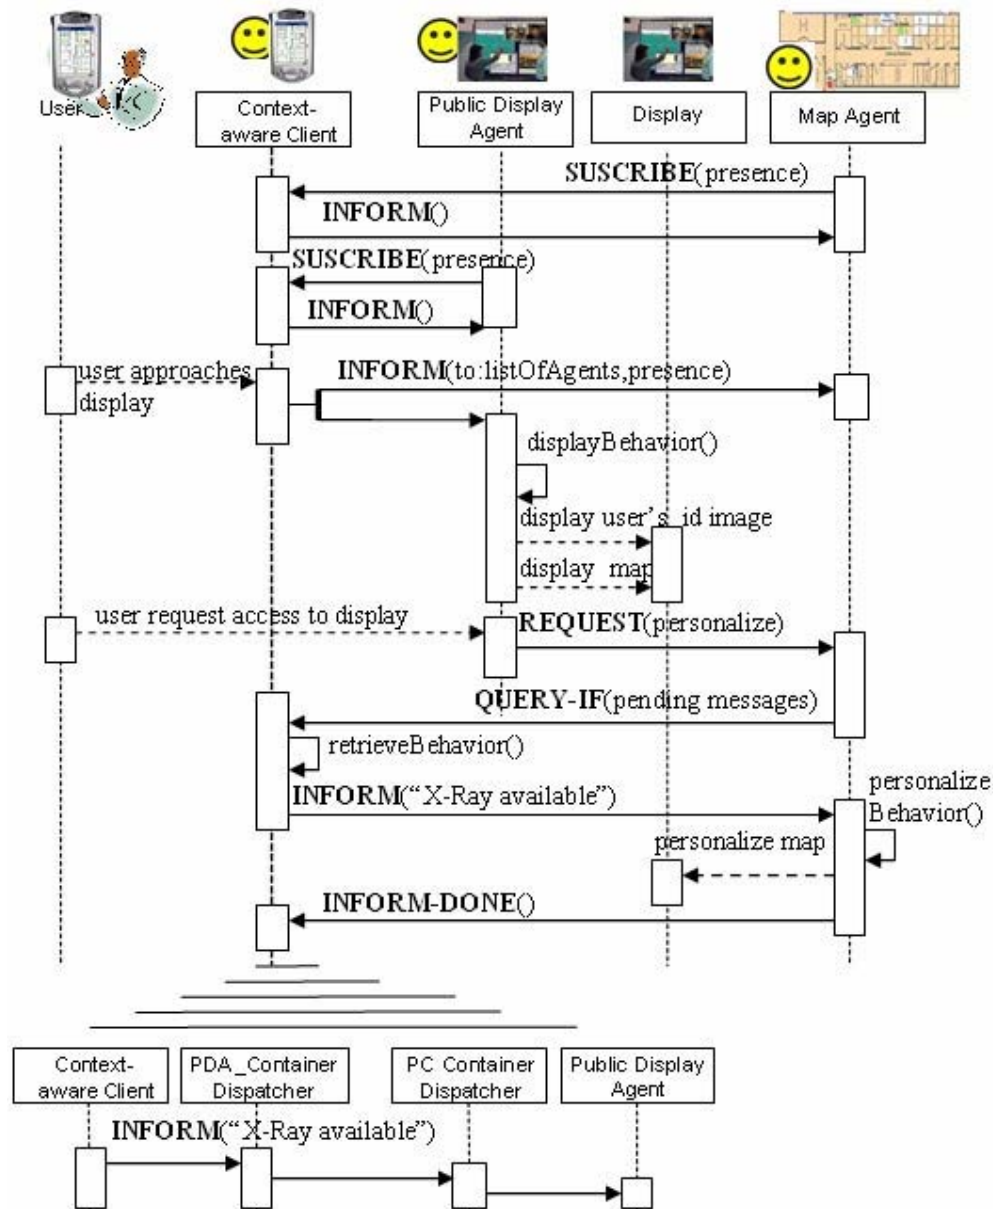 User
Context-
aware Client
Public Display
Agent
Display
Map Agent
SUSCRIBE(presence)
INFORM()
SUSCRIBE(presence)
INFORM()
user approaches
display
INFORM(to:listOfAgents,presence)
displayBehavior()
display user's id image
display map
user request access to display
REQUEST(personalize)
QUERY-IF(pending messages)
retrieveBehavior()
INFORM("X-Ray available")
personalize
Behavior()
personalize map
INFORM-DONE()
Context-
aware Client
PDA_Container
Dispatcher
PC Container
Dispatcher
Public Display
Agent
INFORM("X-Ray available")